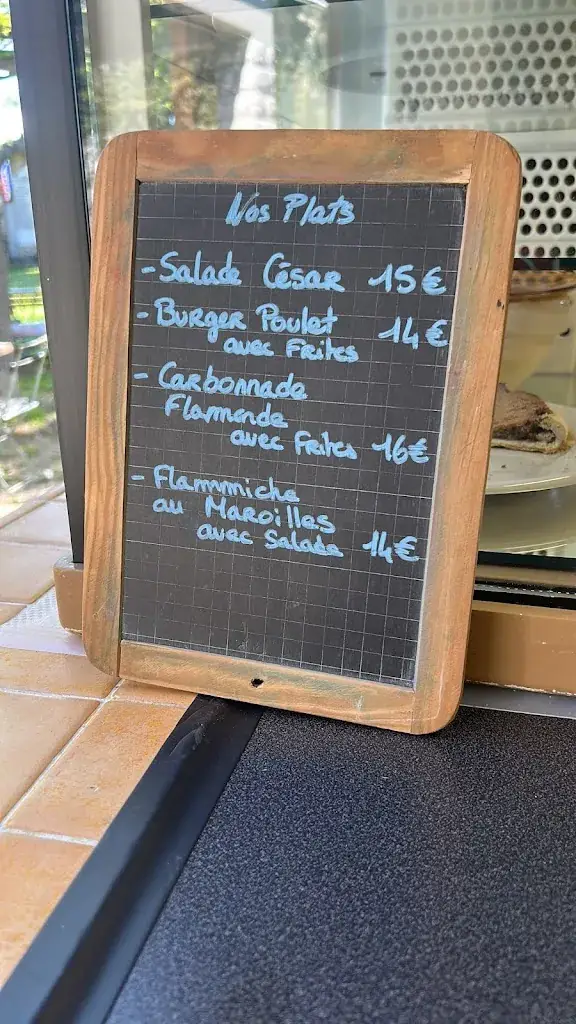 Nos Plats
- Salade César 15€
- Burger Poulet 14€
avec Frites
- Carbonnade
Flamande
avec Frites 16€
- Flammiche
au Maroilles
avec Salade 14€